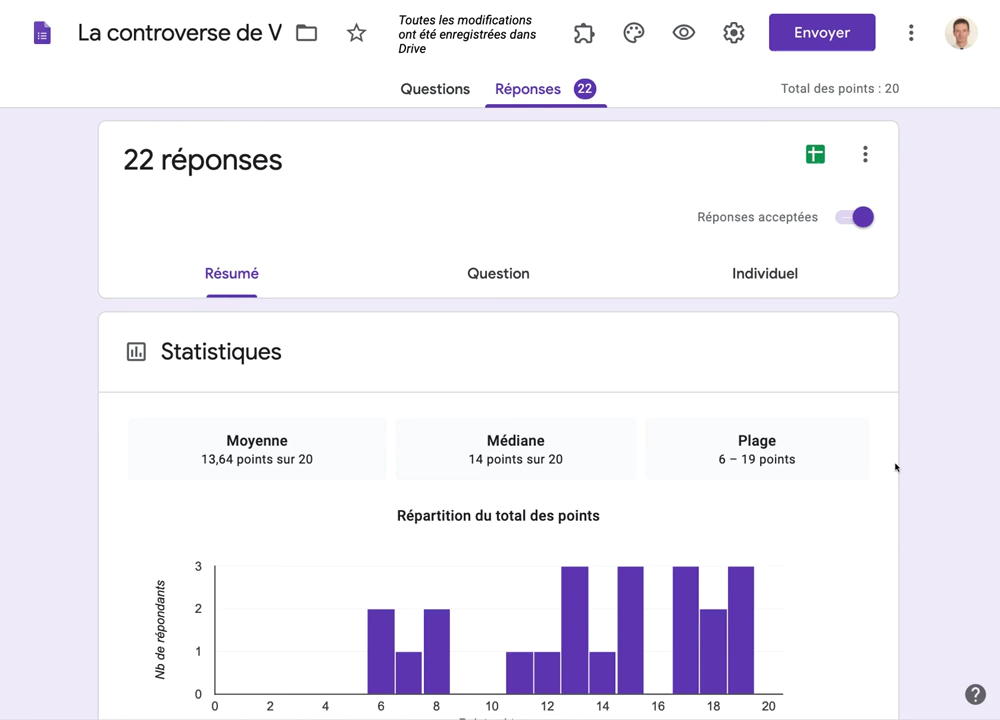 La controverse de V
Toutes les modifications
ont été enregistrées dans
Drive
Envoyer
Questions
Réponses 22
Total des points : 20
22 réponses
Réponses acceptées
Résumé
Question
Individuel
Statistiques
Moyenne
13,64 points sur 20
Médiane
14 points sur 20
Plage
6 – 19 points
Répartition du total des points
Nb de répondants
3
2
1
0
0 2 4 6 8 10 12 14 16 18 20